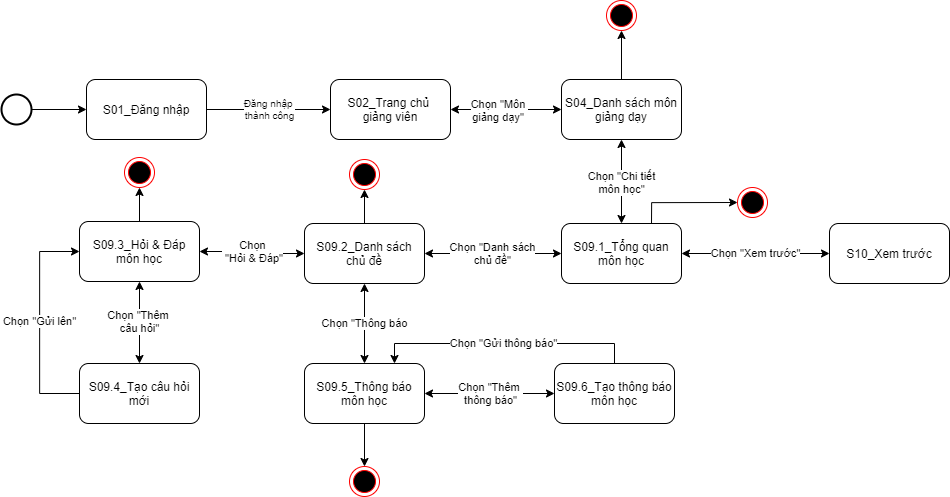 S01_Đăng nhập
Đăng nhập
thành công
S02_Trang chủ
giảng viên
Chọn "Môn
giảng dạy"
S04_Danh sách môn
giảng dạy
Chọn "Chi tiết
môn học"
S09.3_Hỏi & Đáp
môn học
Chọn
"Hỏi & Đáp"
S09.2_Danh sách
chủ đề
Chọn "Danh sách
chủ đề"
S09.1_Tổng quan
môn học
Chọn "Xem trước"
S10_Xem trước
Chọn "Gửi lên"
Chọn "Thêm
câu hỏi"
Chọn "Thông báo
Chọn "Gửi thông báo"
S09.4_Tạo câu hỏi
mới
S09.5_Thông báo
môn học
Chọn "Thêm
thông báo"
S09.6_Tạo thông báo
môn học